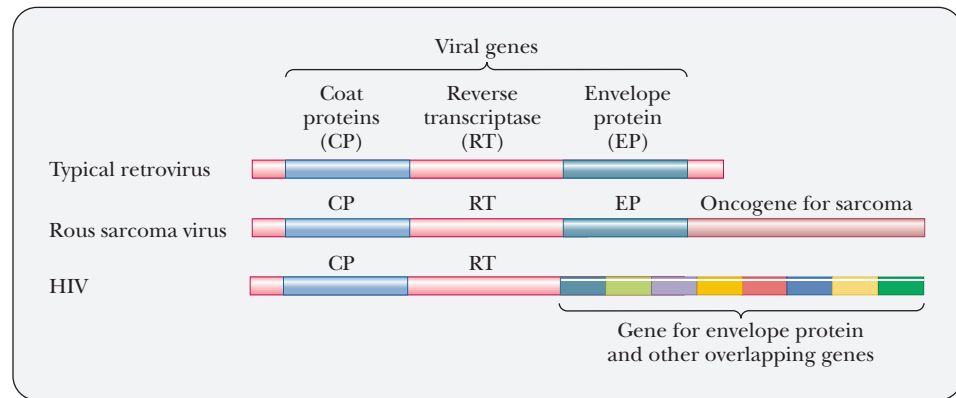 Viral genes
Coat proteins (CP)
Reverse transcriptase (RT)
Envelope protein (EP)
Typical retrovirus
CP RT EP Oncogene for sarcoma
Rous sarcoma virus
CP RT
HIV
Gene for envelope protein
and other overlapping genes